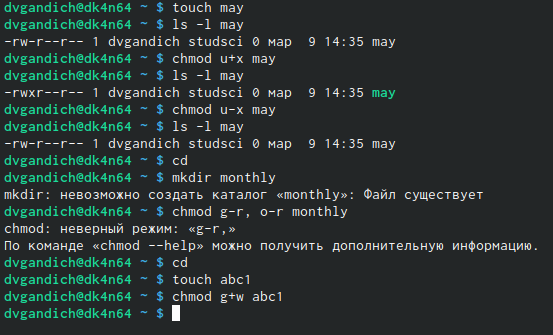 dvgandich@dk4n64 ~ $ touch may
dvgandich@dk4n64 ~ $ ls -l may
-rw-r--r-- 1 dvgandich studsci 0 мар  9 14:35 may
dvgandich@dk4n64 ~ $ chmod u+x may
dvgandich@dk4n64 ~ $ ls -l may
-rwxr--r-- 1 dvgandich studsci 0 мар  9 14:35 may
dvgandich@dk4n64 ~ $ chmod u-x may
dvgandich@dk4n64 ~ $ ls -l may
-rw-r--r-- 1 dvgandich studsci 0 мар  9 14:35 may
dvgandich@dk4n64 ~ $ cd
dvgandich@dk4n64 ~ $ mkdir monthly
mkdir: невозможно создать каталог «monthly»: Файл существует
dvgandich@dk4n64 ~ $ chmod g-r, o-r monthly
chmod: неверный режим: «g-r,»
По команде «chmod --help» можно получить дополнительную информацию.
dvgandich@dk4n64 ~ $ cd
dvgandich@dk4n64 ~ $ touch abc1
dvgandich@dk4n64 ~ $ chmod g+w abc1
dvgandich@dk4n64 ~ $